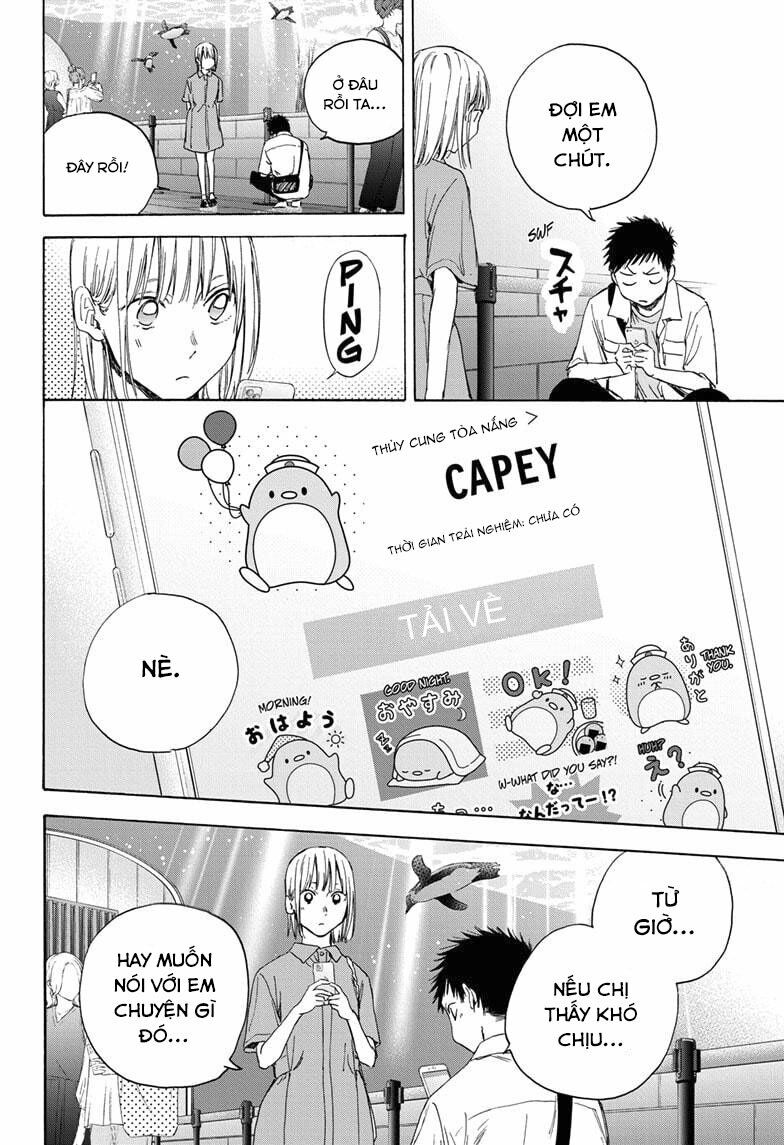 ĐỢI EM
MỘT
CHÚT.
SWF
スチャ
Ở ĐÂU
RỒI TA...
ĐÂY RỒI!
PING
THỦY CUNG TÒA NẮNG >
CAPEY
THỜI GIAN TRẢI NGHIỆM: CHƯA CÓ
TẢI VỀ
NÈ.
THANK YOU.
ありがと
OK!
GOOD NIGHT.
おやすみ
MORNING!
おはよう
HUH?
え?
W-WHAT DID YOU SAY?!
な…
なんだってー!?
TỪ
GIỜ...
NẾU CHỊ
THẤY KHÓ
CHỊU...
HAY MUỐN
NÓI VỚI EM
CHUYỆN GÌ
ĐÓ...